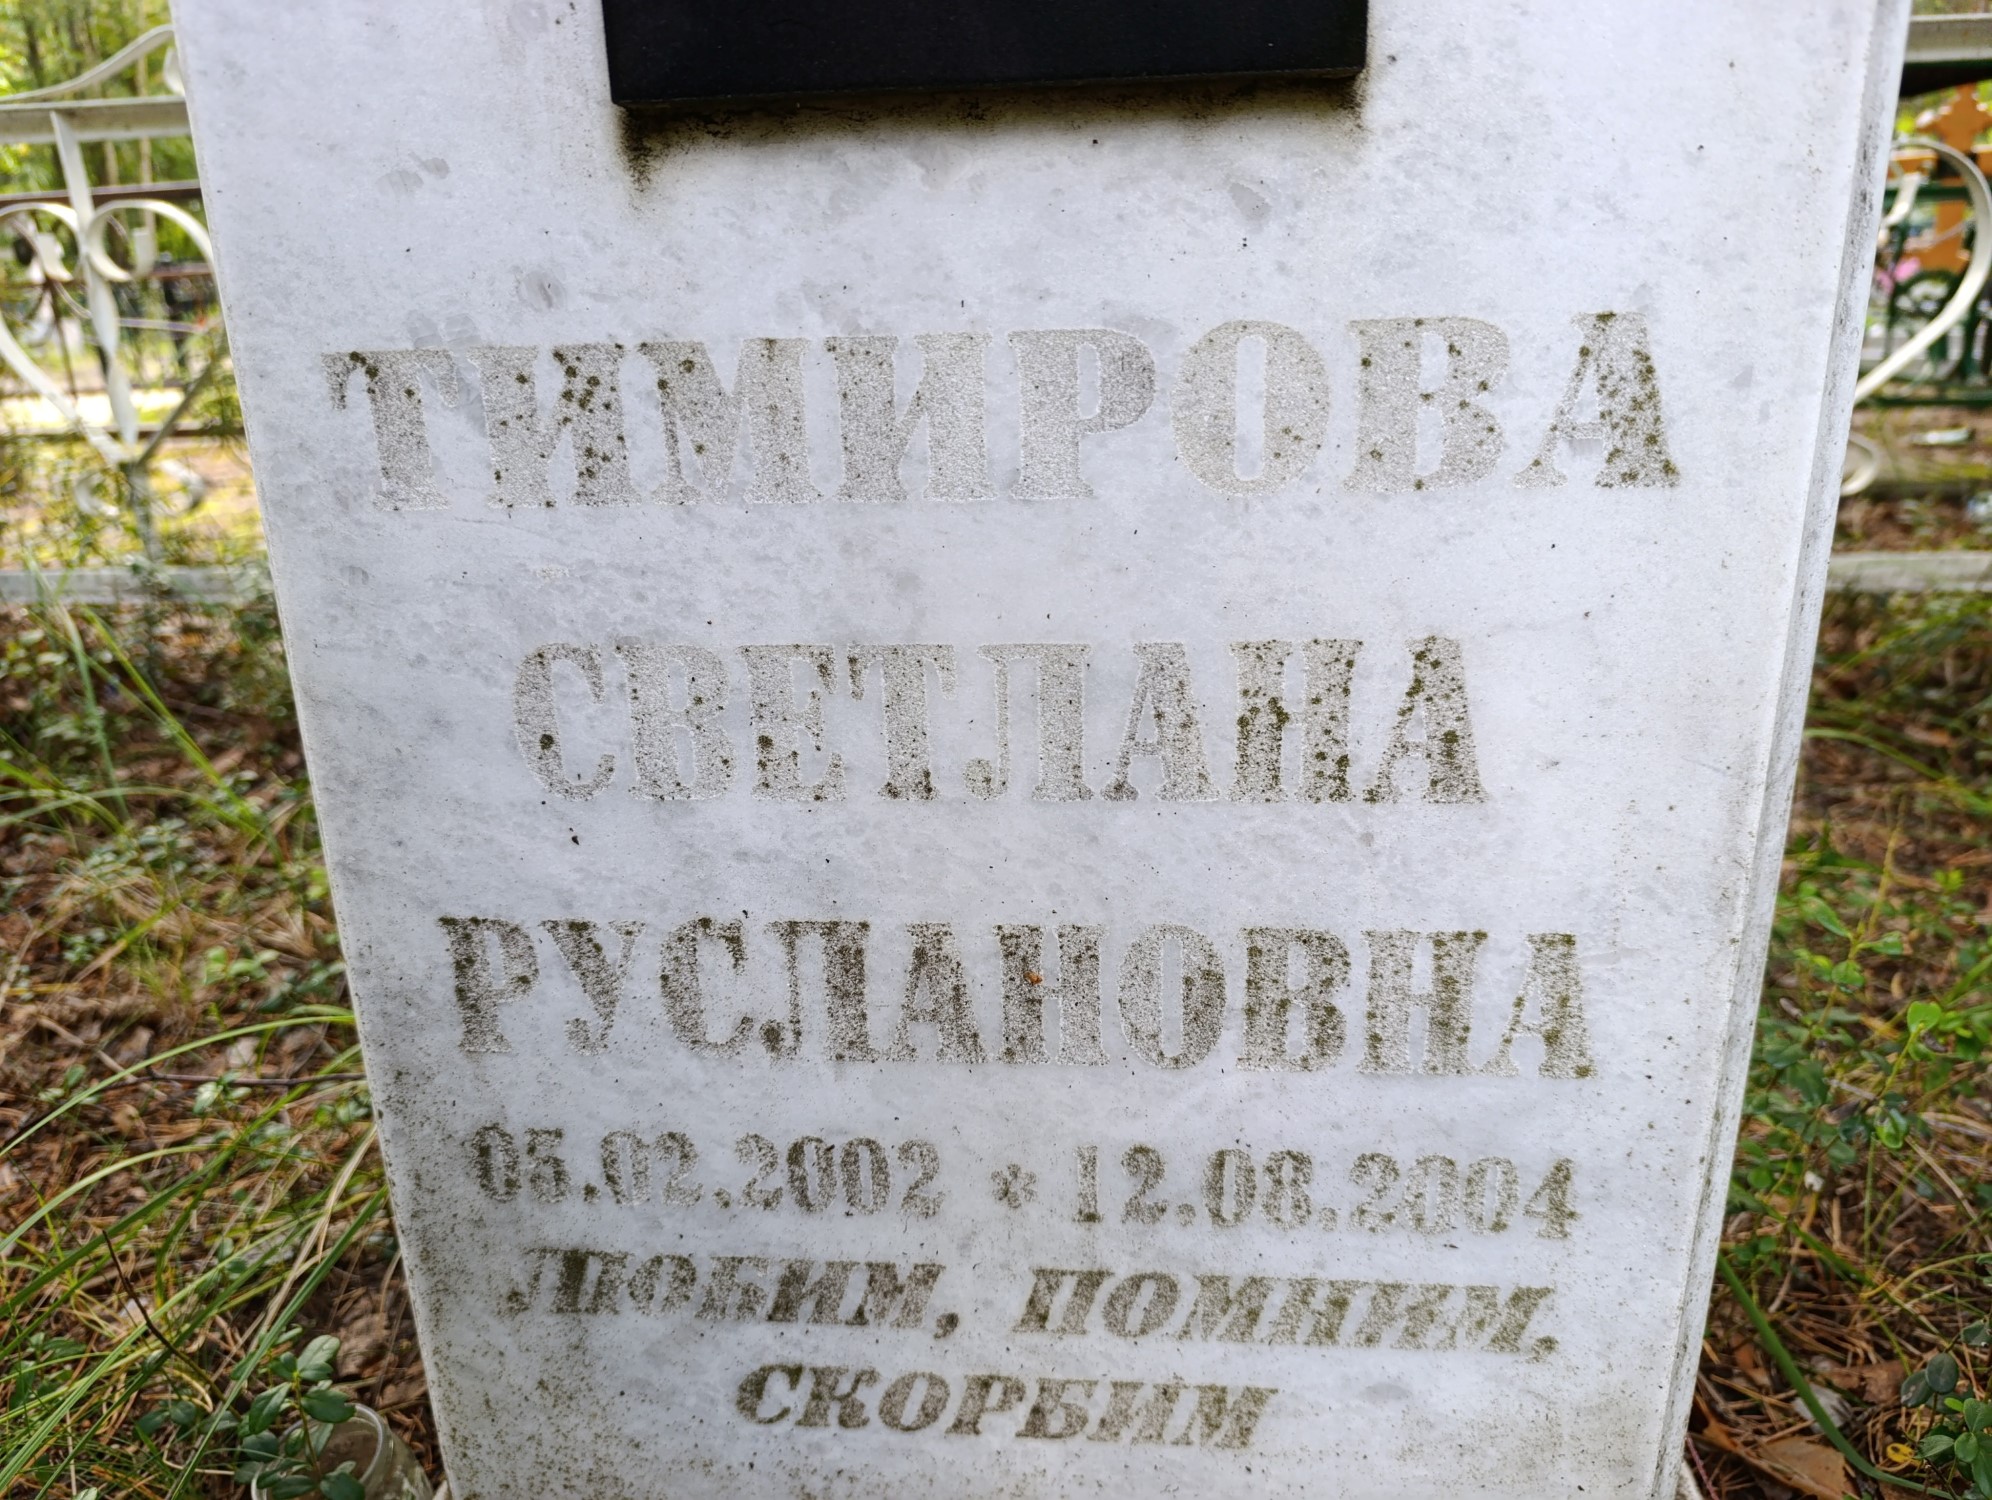 ТИМИРОВА
СВЕТЛАНА
РУСЛАНОВНА
05.02.2002 * 12.08.2004
ЛЮБИМ, ПОМНИМ,
СКОРБИМ